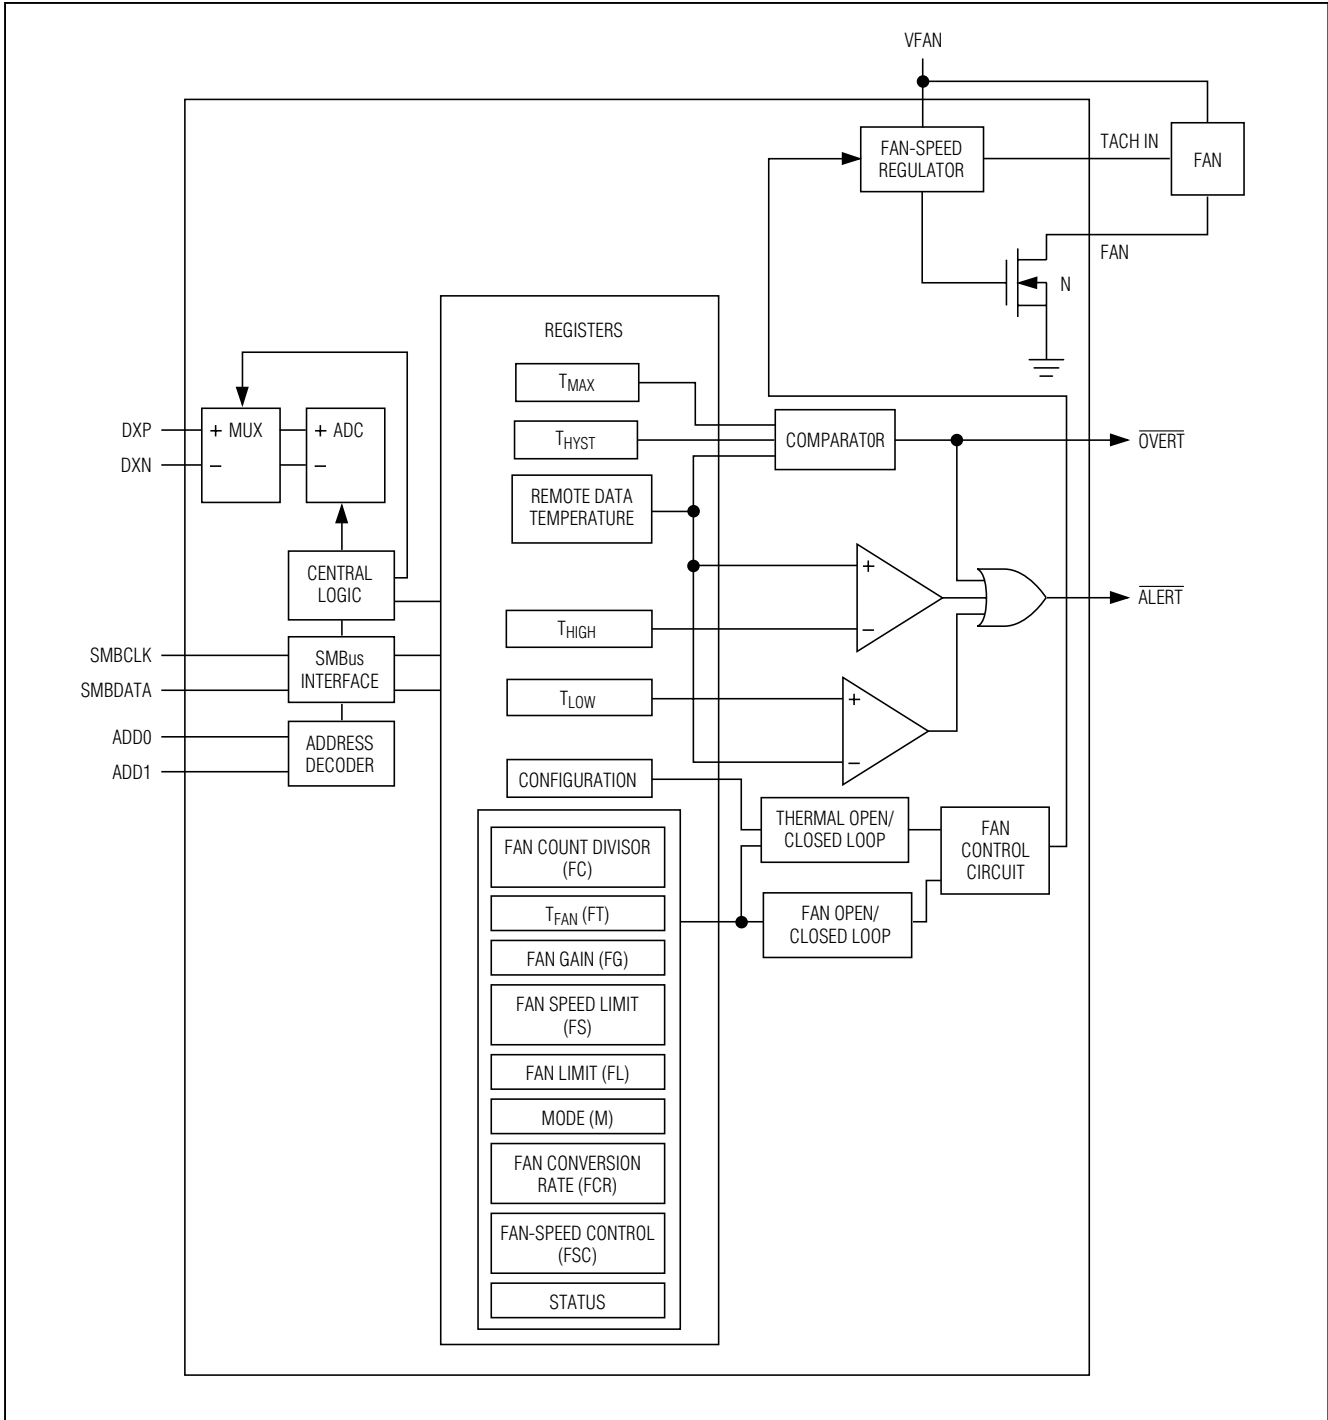 VFAN
FAN-SPEED
REGULATOR
TACH IN
FAN
FAN
N
REGISTERS
TMAX
THYST
REMOTE DATA
TEMPERATURE
COMPARATOR
OVERT
DXP
DXN
+ MUX
−
+ ADC
−
CENTRAL
LOGIC
+
−
ALERT
THIGH
SMBCLK
SMBDATA
SMBus
INTERFACE
TLOW
+
−
ADD0
ADD1
ADDRESS
DECODER
CONFIGURATION
THERMAL OPEN/
CLOSED LOOP
FAN
CONTROL
CIRCUIT
FAN OPEN/
CLOSED LOOP
FAN COUNT DIVISOR
(FC)
TFAN (FT)
FAN GAIN (FG)
FAN SPEED LIMIT
(FS)
FAN LIMIT (FL)
MODE (M)
FAN CONVERSION
RATE (FCR)
FAN-SPEED CONTROL
(FSC)
STATUS